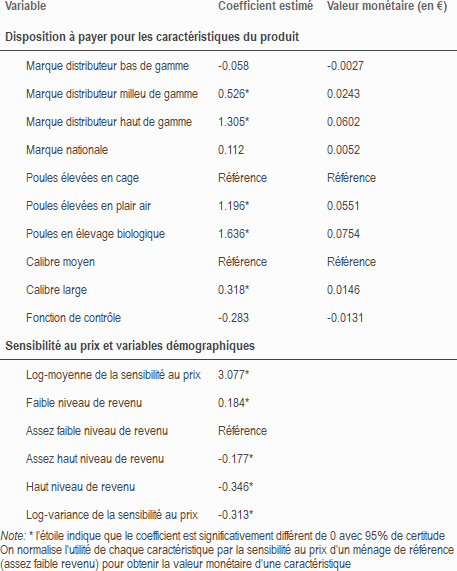 Variable Coefficient estimé Valeur monétaire (en €)
Disposition à payer pour les caractéristiques du produit
Marque distributeur bas de gamme -0.058 -0.0027
Marque distributeur milleu de gamme 0.526* 0.0243
Marque distributeur haut de gamme 1.305* 0.0602
Marque nationale 0.112 0.0052
Poules élevées en cage Référence Référence
Poules élevées en plair air 1.196* 0.0551
Poules en élevage biologique 1.636* 0.0754
Calibre moyen Référence Référence
Calibre large 0.318* 0.0146
Fonction de contrôle -0.283 -0.0131
Sensibilité au prix et variables démographiques
Log-moyenne de la sensibilité au prix 3.077*
Faible niveau de revenu 0.184*
Assez faible niveau de revenu Référence
Assez haut niveau de revenu -0.177*
Haut niveau de revenu -0.346*
Log-variance de la sensibilité au prix -0.313*
Note: * l'étoile indique que le coefficient est significativement différent de 0 avec 95% de certitude
On normalise l'utilité de chaque caractéristique par la sensibilité au prix d'un ménage de référence
(assez faible revenu) pour obtenir la valeur monétaire d'une caractéristique